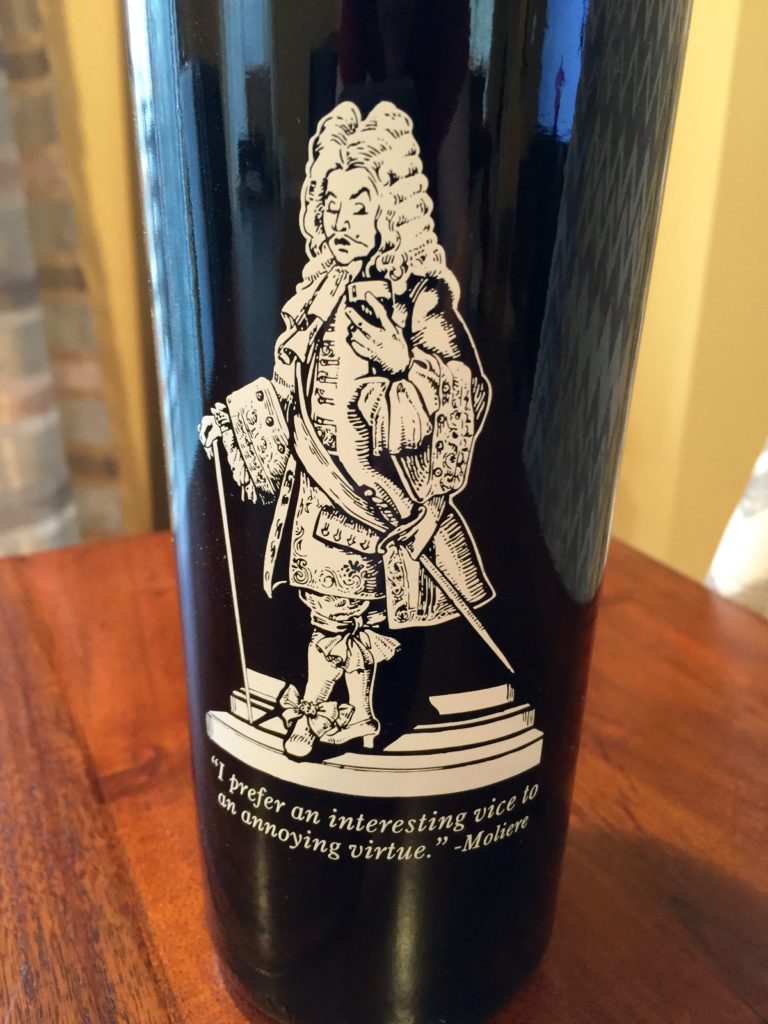 “I prefer an interesting vice to
an annoying virtue.” -Moliere